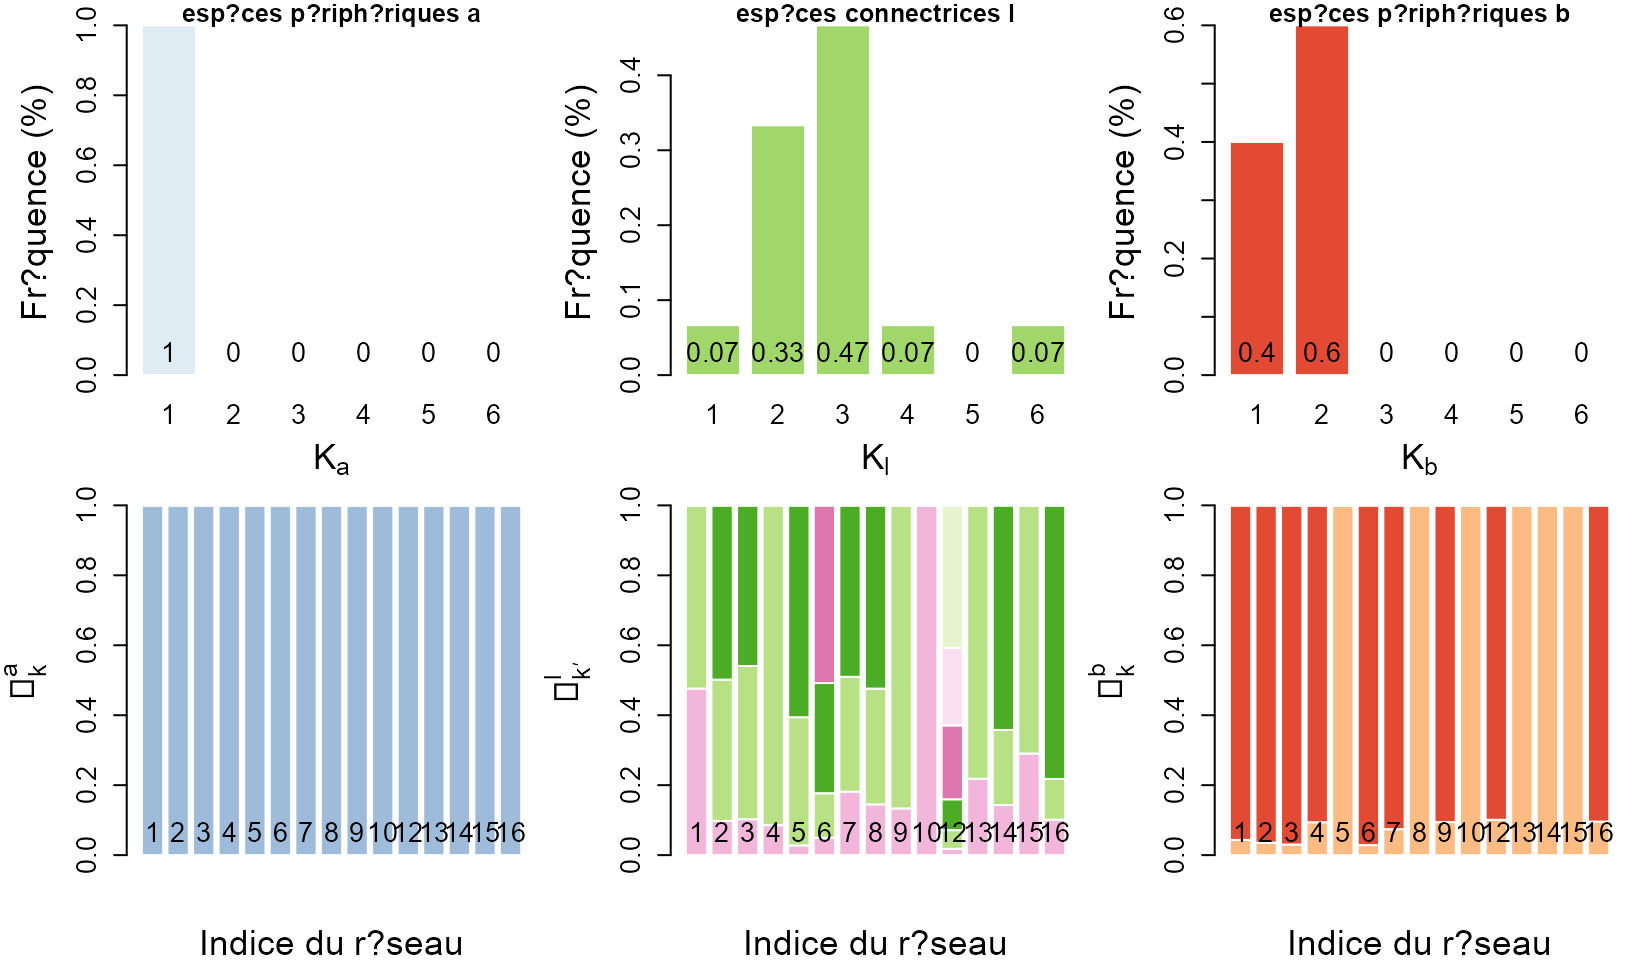 esp?ces p?riph?riques a
Fr?quence (%)
0.0 0.2 0.4 0.6 0.8 1.0
1 0 0 0 0 0
1 2 3 4 5 6
Ka
esp?ces connectrices l
Fr?quence (%)
0.0 0.1 0.2 0.3 0.4
0.07 0.33 0.47 0.07 0 0.07
1 2 3 4 5 6
Kl
esp?ces p?riph?riques b
Fr?quence (%)
0.0 0.2 0.4 0.6
0.4 0.6 0 0 0 0
1 2 3 4 5 6
Kb
□ka
0.0 0.2 0.4 0.6 0.8 1.0
1 2 3 4 5 6 7 8 9 10 12 13 14 15 16
Indice du r?seau
□k'l
0.0 0.2 0.4 0.6 0.8 1.0
1 2 3 4 5 6 7 8 9 10 12 13 14 15 16
Indice du r?seau
□kb
0.0 0.2 0.4 0.6 0.8 1.0
1 2 3 4 5 6 7 8 9 10 12 13 14 15 16
Indice du r?seau